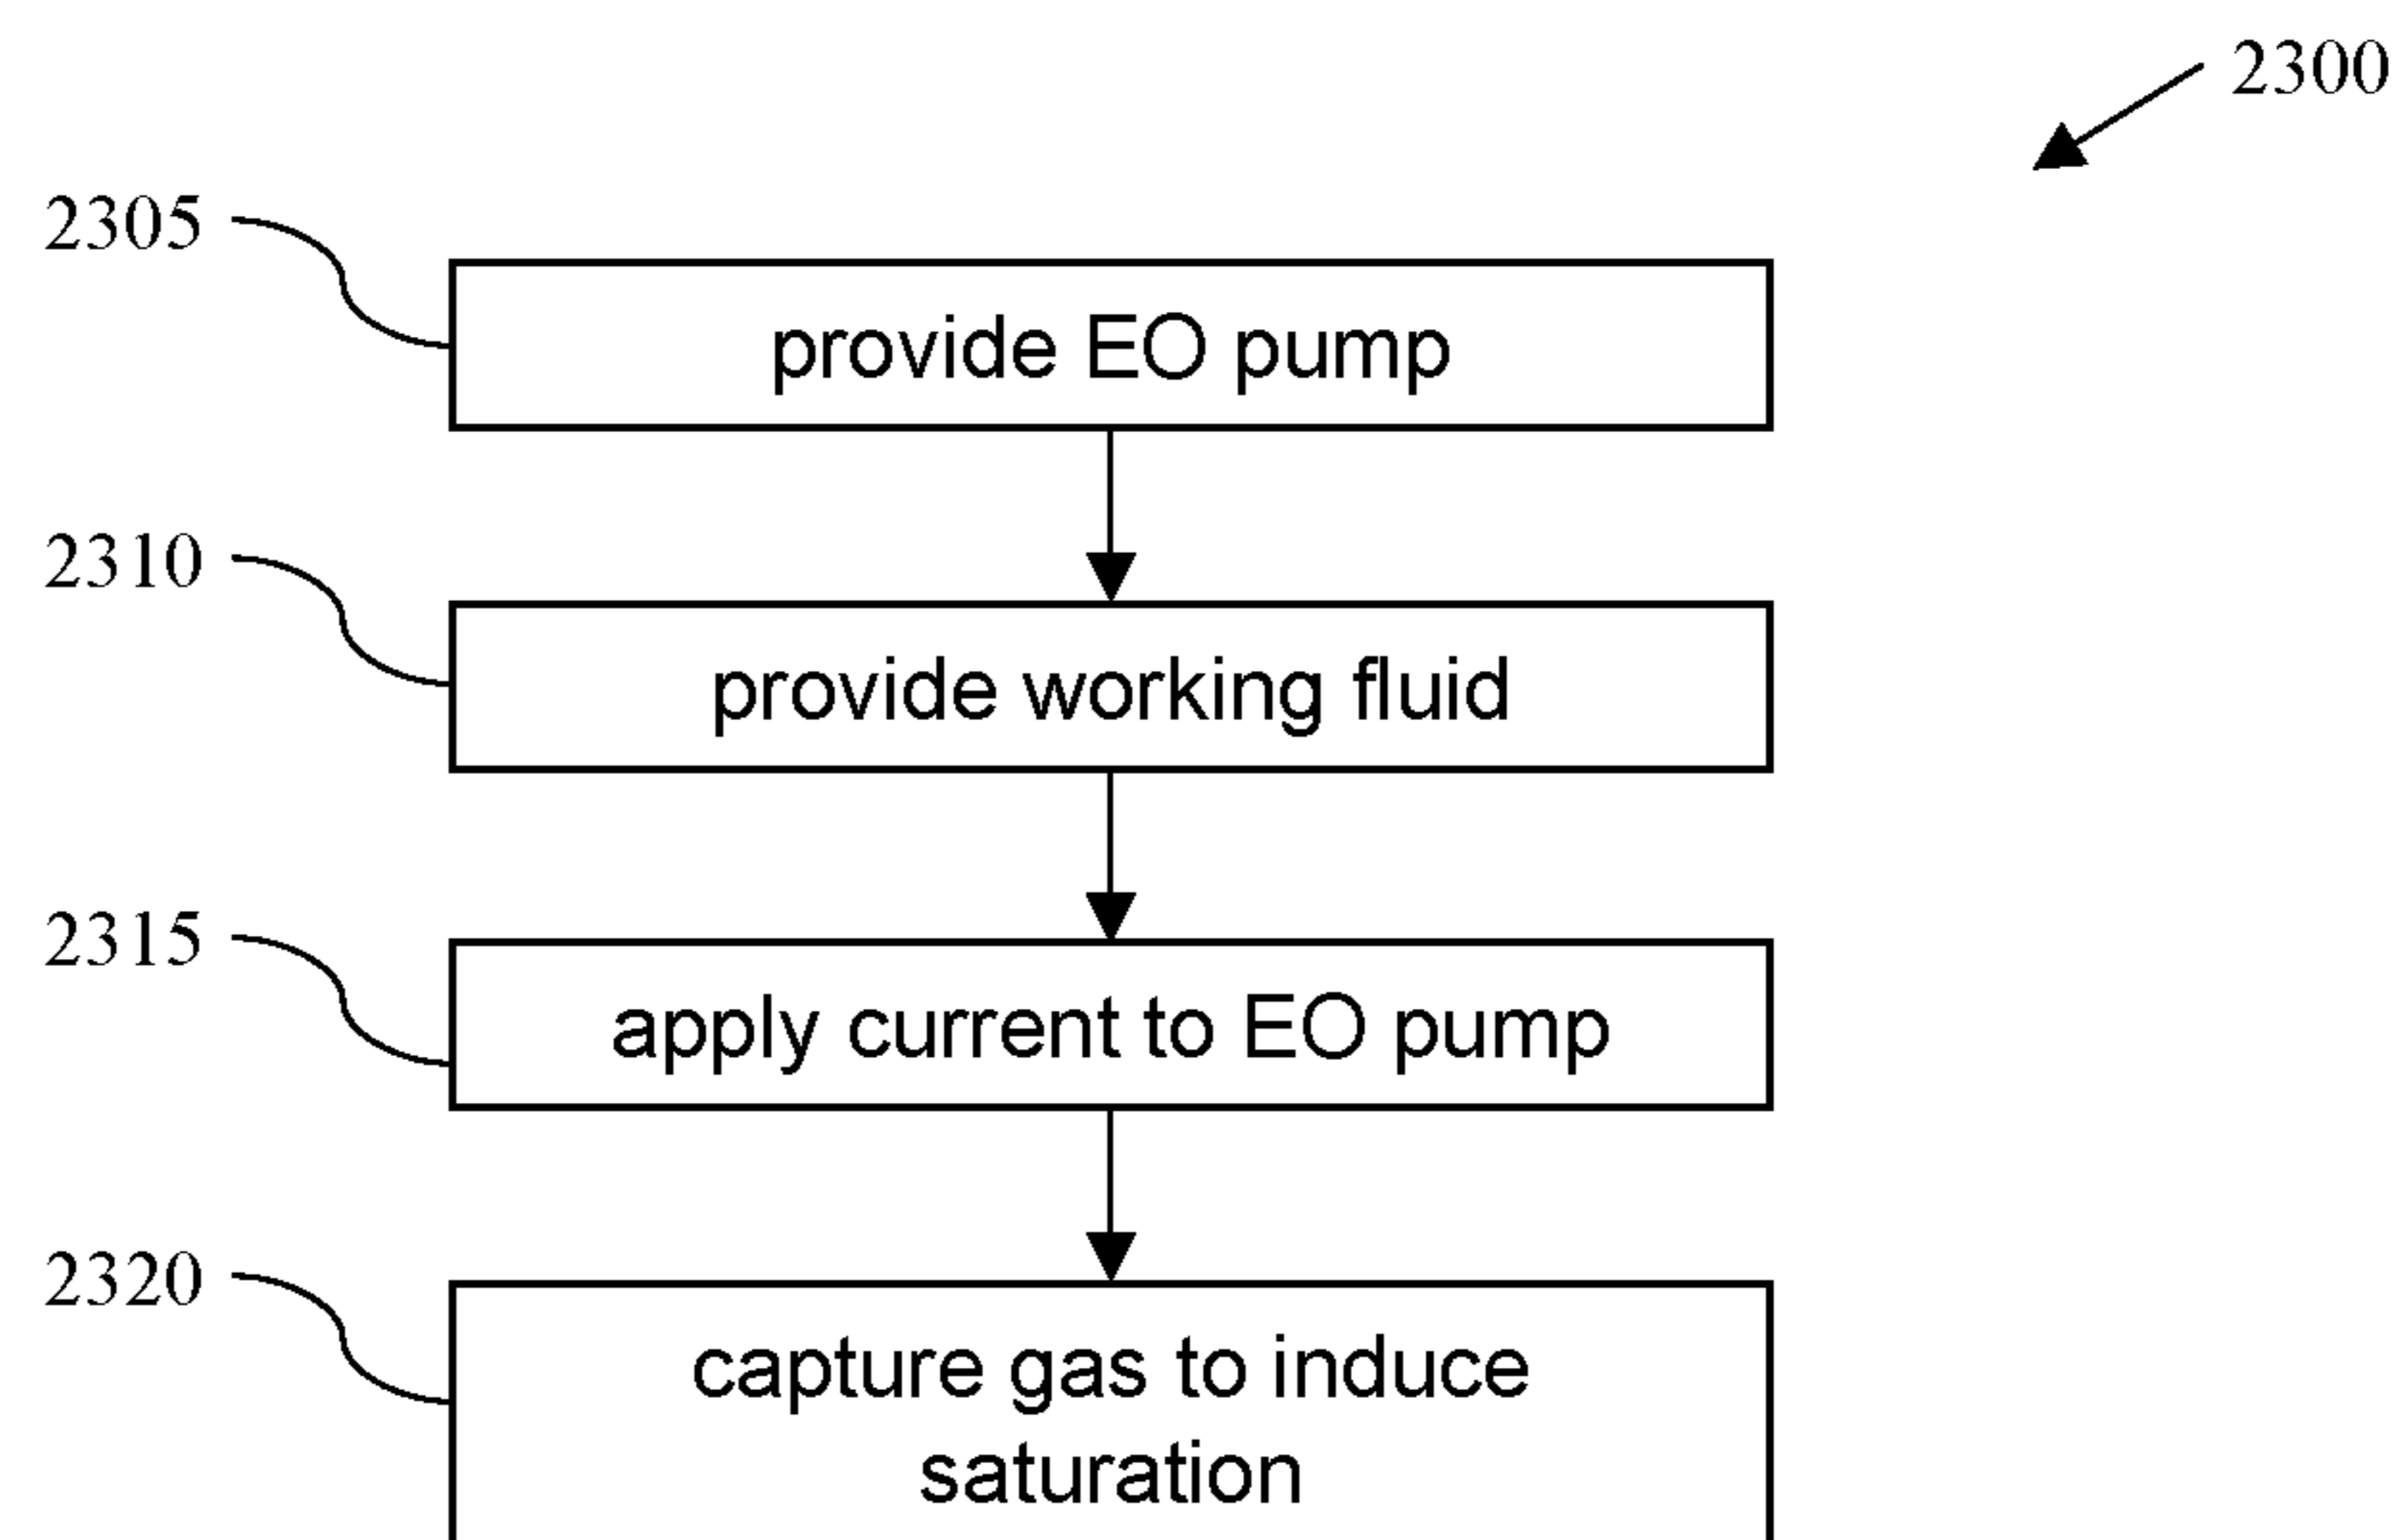 2300
2305
provide EO pump
2310
provide working fluid
2315
apply current to EO pump
2320
capture gas to induce
saturation